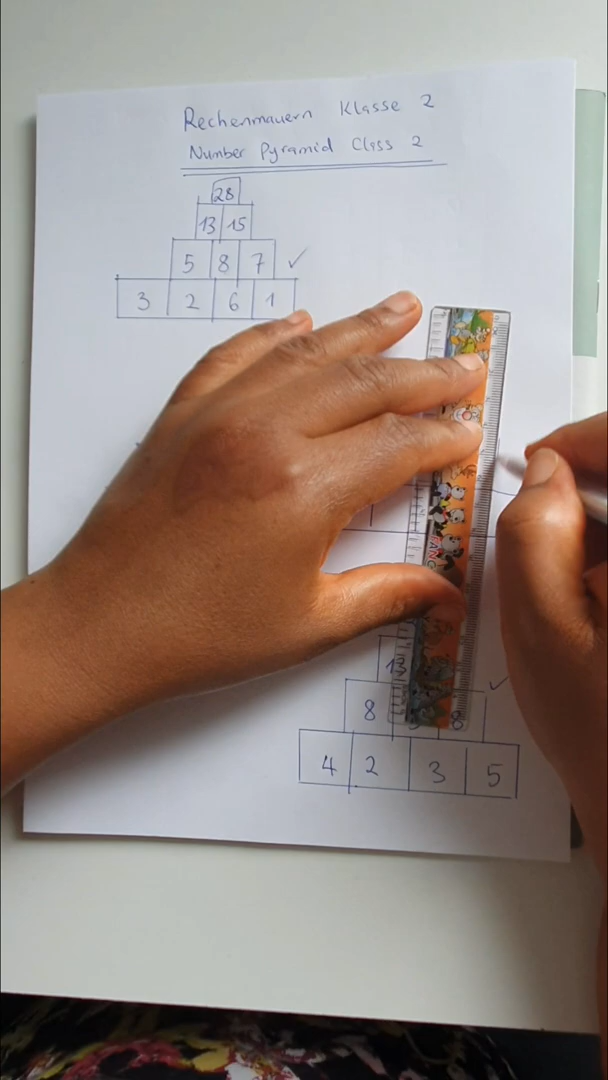 Rechenmauern Klasse 2
Number Pyramid Class 2
28
13 15
5 8 7 ✓
3 2 6 1
13
8 5 8 ✓
4 2 3 5